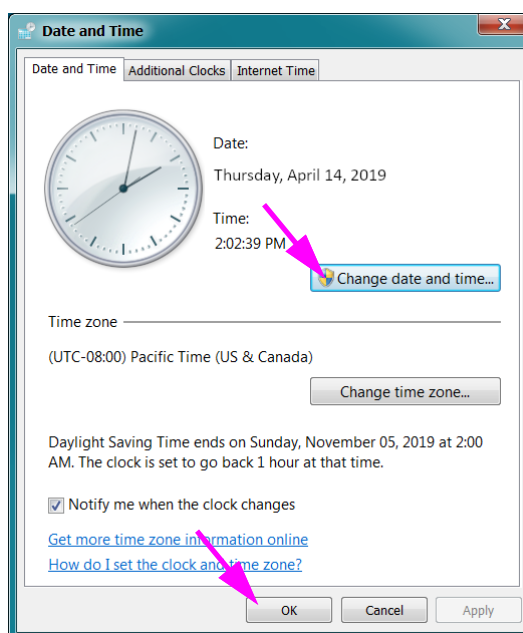 Date and Time
Date and Time Additional Clocks Internet Time
Date:
Thursday, April 14, 2019
Time:
2:02:39 PM
Change date and time...
Time zone
(UTC-08:00) Pacific Time (US & Canada)
Change time zone...
Daylight Saving Time ends on Sunday, November 05, 2019 at 2:00
AM. The clock is set to go back 1 hour at that time.
Notify me when the clock changes
Get more time zone information online
How do I set the clock and time zone?
OK Cancel Apply